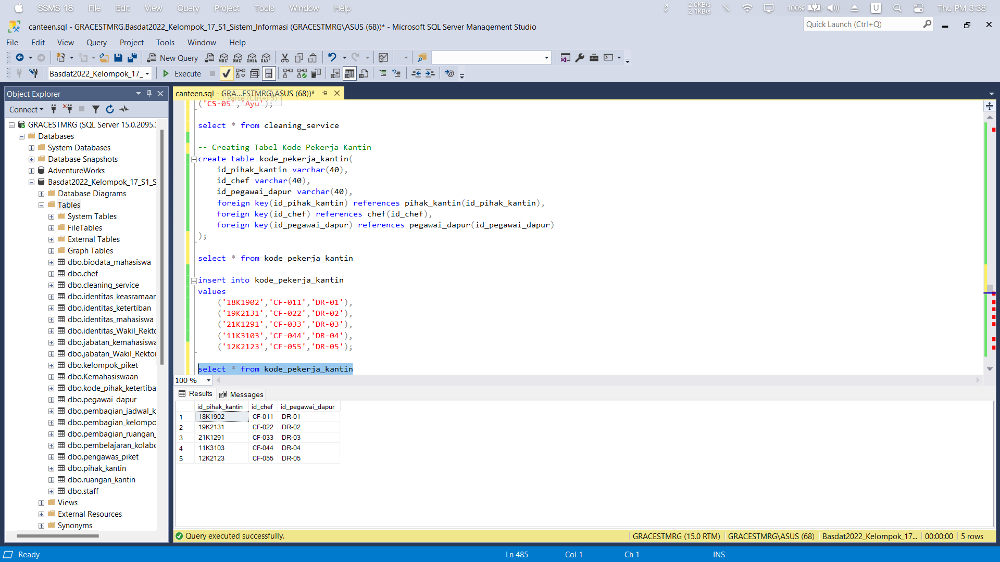 SSMS 18 File Edit View Query Project Tools Window Help
2.0KB/s
2.1KB/s
100%
U
Thu PM 3:38
canteen.sql - GRACESTMRG.Basdat2022_Kelompok_17_S1_Sistem_Informasi (GRACESTMRG\ASUS (68))* - Microsoft SQL Server Management Studio
Quick Launch (Ctrl+Q)
File Edit View Query Project Tools Window Help
New Query
MDX DMX XMLA DAX
Basdat2022_Kelompok_17_
Execute
Object Explorer
Connect
GRACESTMRG (SQL Server 15.0.2095.3
Databases
System Databases
Database Snapshots
AdventureWorks
Basdat2022_Kelompok_17_S1_S
Database Diagrams
Tables
System Tables
FileTables
External Tables
Graph Tables
dbo.biodata_mahasiswa
dbo.chef
dbo.cleaning_service
dbo.identitas_keasramaan
dbo.identitas_ketertiban
dbo.identitas_mahasiswa
dbo.identitas_Wakil_Rekto
dbo.jabatan_kemahasiswa
dbo.jabatan_Wakil_Rektor
dbo.kelompok_piket
dbo.Kemahasiswaan
dbo.kode_pihak_ketertiba
dbo.pegawai_dapur
dbo.pembagian_jadwal_k
dbo.pembagian_kelompo
dbo.pembagian_ruangan_
dbo.pembelajaran_kolabo
dbo.pengawas_piket
dbo.pihak_kantin
dbo.ruangan_kantin
dbo.staff
Views
External Resources
Synonyms
canteen.sql - GRA...ESTMRG\ASUS (68))*
Parse (Ctrl+F5)
('CS-05','Ayu');
select * from cleaning_service
-- Creating Tabel Kode Pekerja Kantin
create table kode_pekerja_kantin(
id_pihak_kantin varchar(40),
id_chef varchar(40),
id_pegawai_dapur varchar(40),
foreign key(id_pihak_kantin) references pihak_kantin(id_pihak_kantin),
foreign key(id_chef) references chef(id_chef),
foreign key(id_pegawai_dapur) references pegawai_dapur(id_pegawai_dapur)
);
select * from kode_pekerja_kantin
insert into kode_pekerja_kantin
values
('18K1902','CF-011','DR-01'),
('19K2131','CF-022','DR-02'),
('21K1291','CF-033','DR-03'),
('11K3103','CF-044','DR-04'),
('12K2123','CF-055','DR-05');
select * from kode_pekerja_kantin
100 %
Results Messages
id_pihak_kantin id_chef id_pegawai_dapur
1 18K1902 CF-011 DR-01
2 19K2131 CF-022 DR-02
3 21K1291 CF-033 DR-03
4 11K3103 CF-044 DR-04
5 12K2123 CF-055 DR-05
Query executed successfully.
GRACESTMRG (15.0 RTM) GRACESTMRG\ASUS (68) Basdat2022_Kelompok_17... 00:00:00 5 rows
Ready Ln 485 Col 1 Ch 1 INS